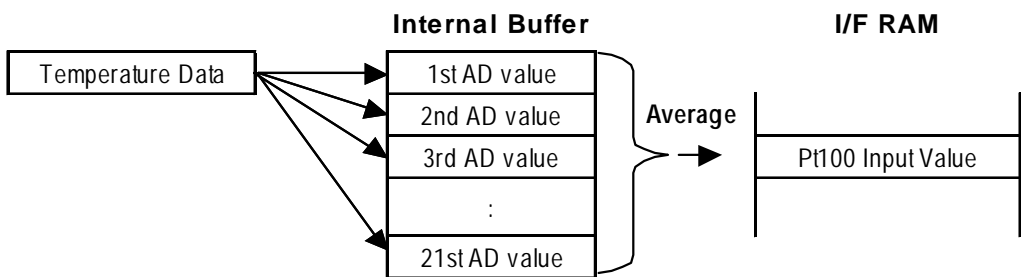 Internal Buffer
I/F RAM
Temperature Data
1st AD value
2nd AD value
3rd AD value
:
21st AD value
Average
Pt100 Input Value